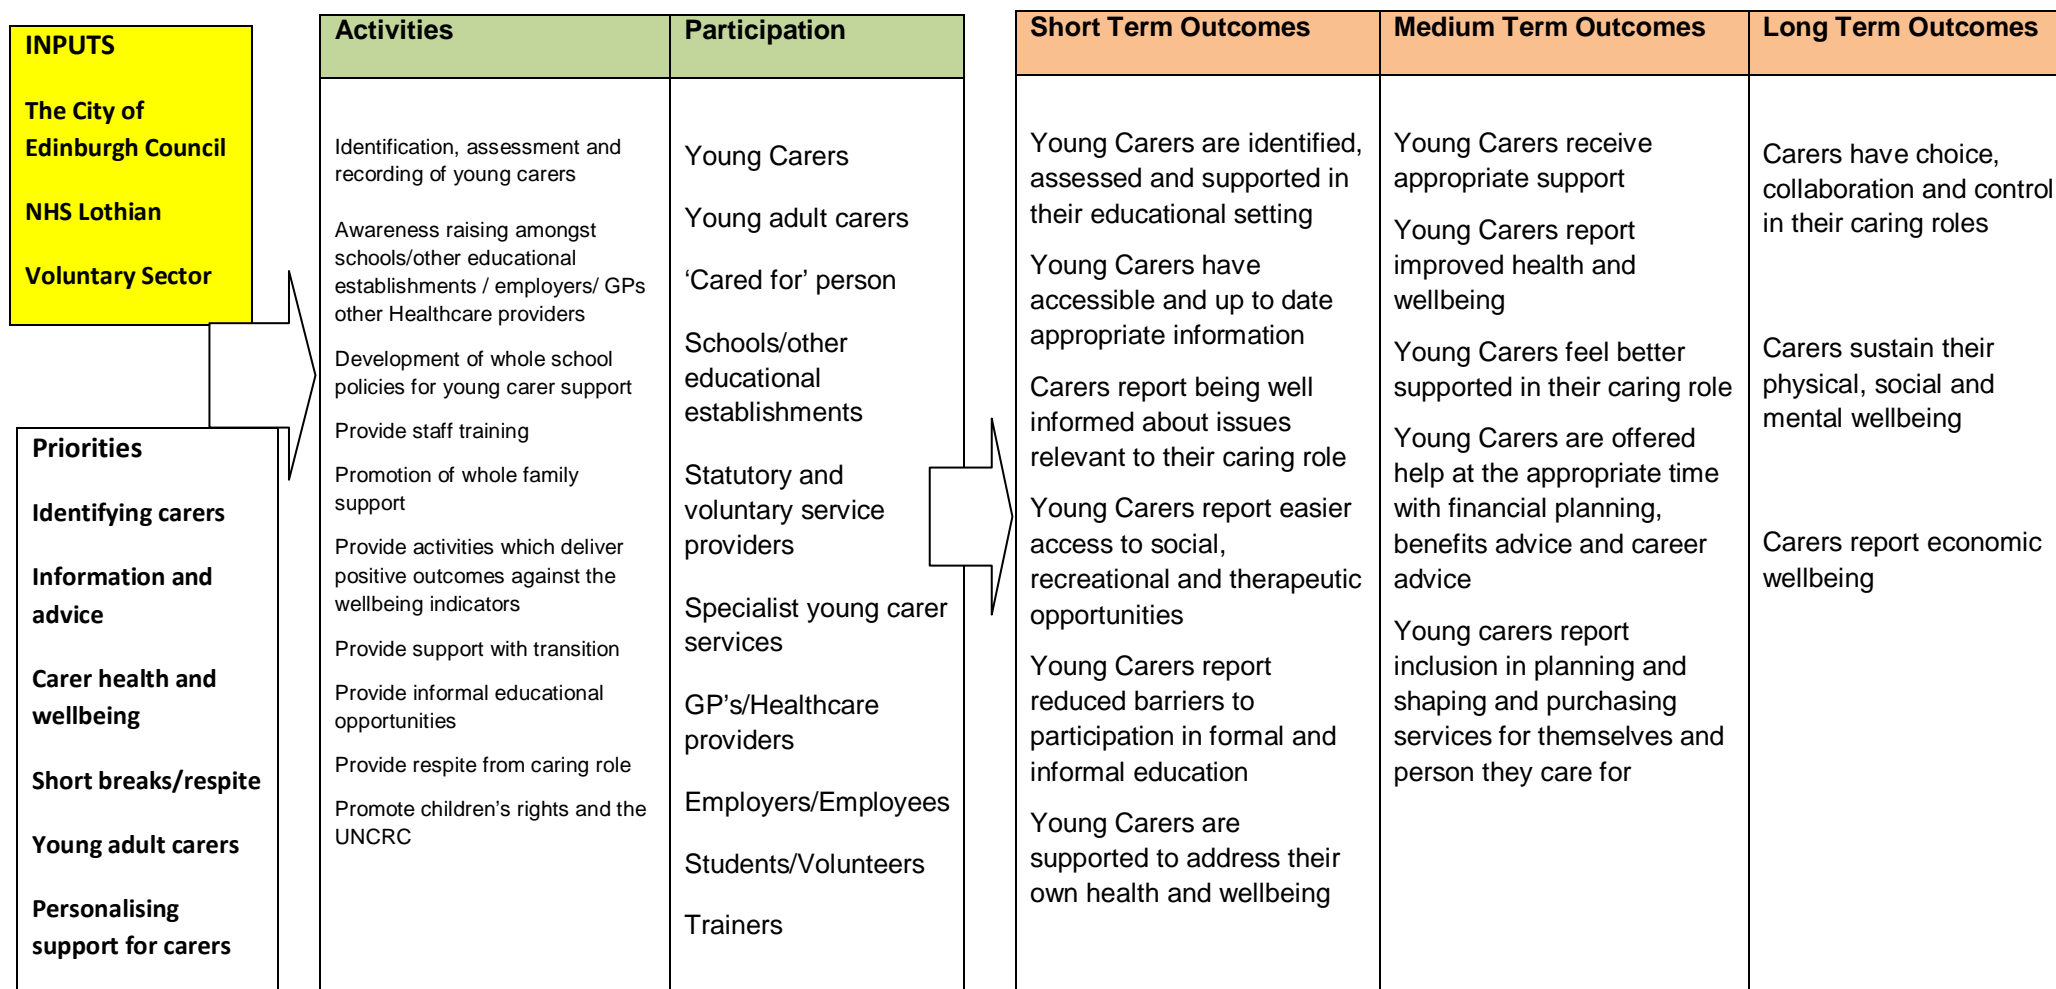 INPUTS
The City of
Edinburgh Council
NHS Lothian
Voluntary Sector
Priorities
Identifying carers
Information and
advice
Carer health and
wellbeing
Short breaks/respite
Young adult carers
Personalising
support for carers
Activities
Identification, assessment and
recording of young carers
Awareness raising amongst
schools/other educational
establishments / employers/ GPs
other Healthcare providers
Development of whole school
policies for young carer support
Provide staff training
Promotion of whole family
support
Provide activities which deliver
positive outcomes against the
wellbeing indicators
Provide support with transition
Provide informal educational
opportunities
Provide respite from caring role
Promote children’s rights and the
UNCRC
Participation
Young Carers
Young adult carers
‘Cared for’ person
Schools/other
educational
establishments
Statutory and
voluntary service
providers
Specialist young carer
services
GP’s/Healthcare
providers
Employers/Employees
Students/Volunteers
Trainers
Short Term Outcomes
Young Carers are identified,
assessed and supported in
their educational setting
Young Carers have
accessible and up to date
appropriate information
Carers report being well
informed about issues
relevant to their caring role
Young Carers report easier
access to social,
recreational and therapeutic
opportunities
Young Carers report
reduced barriers to
participation in formal and
informal education
Young Carers are
supported to address their
own health and wellbeing
Medium Term Outcomes
Young Carers receive
appropriate support
Young Carers report
improved health and
wellbeing
Young Carers feel better
supported in their caring role
Young Carers are offered
help at the appropriate time
with financial planning,
benefits advice and career
advice
Young carers report
inclusion in planning and
shaping and purchasing
services for themselves and
person they care for
Long Term Outcomes
Carers have choice,
collaboration and control
in their caring roles
Carers sustain their
physical, social and
mental wellbeing
Carers report economic
wellbeing